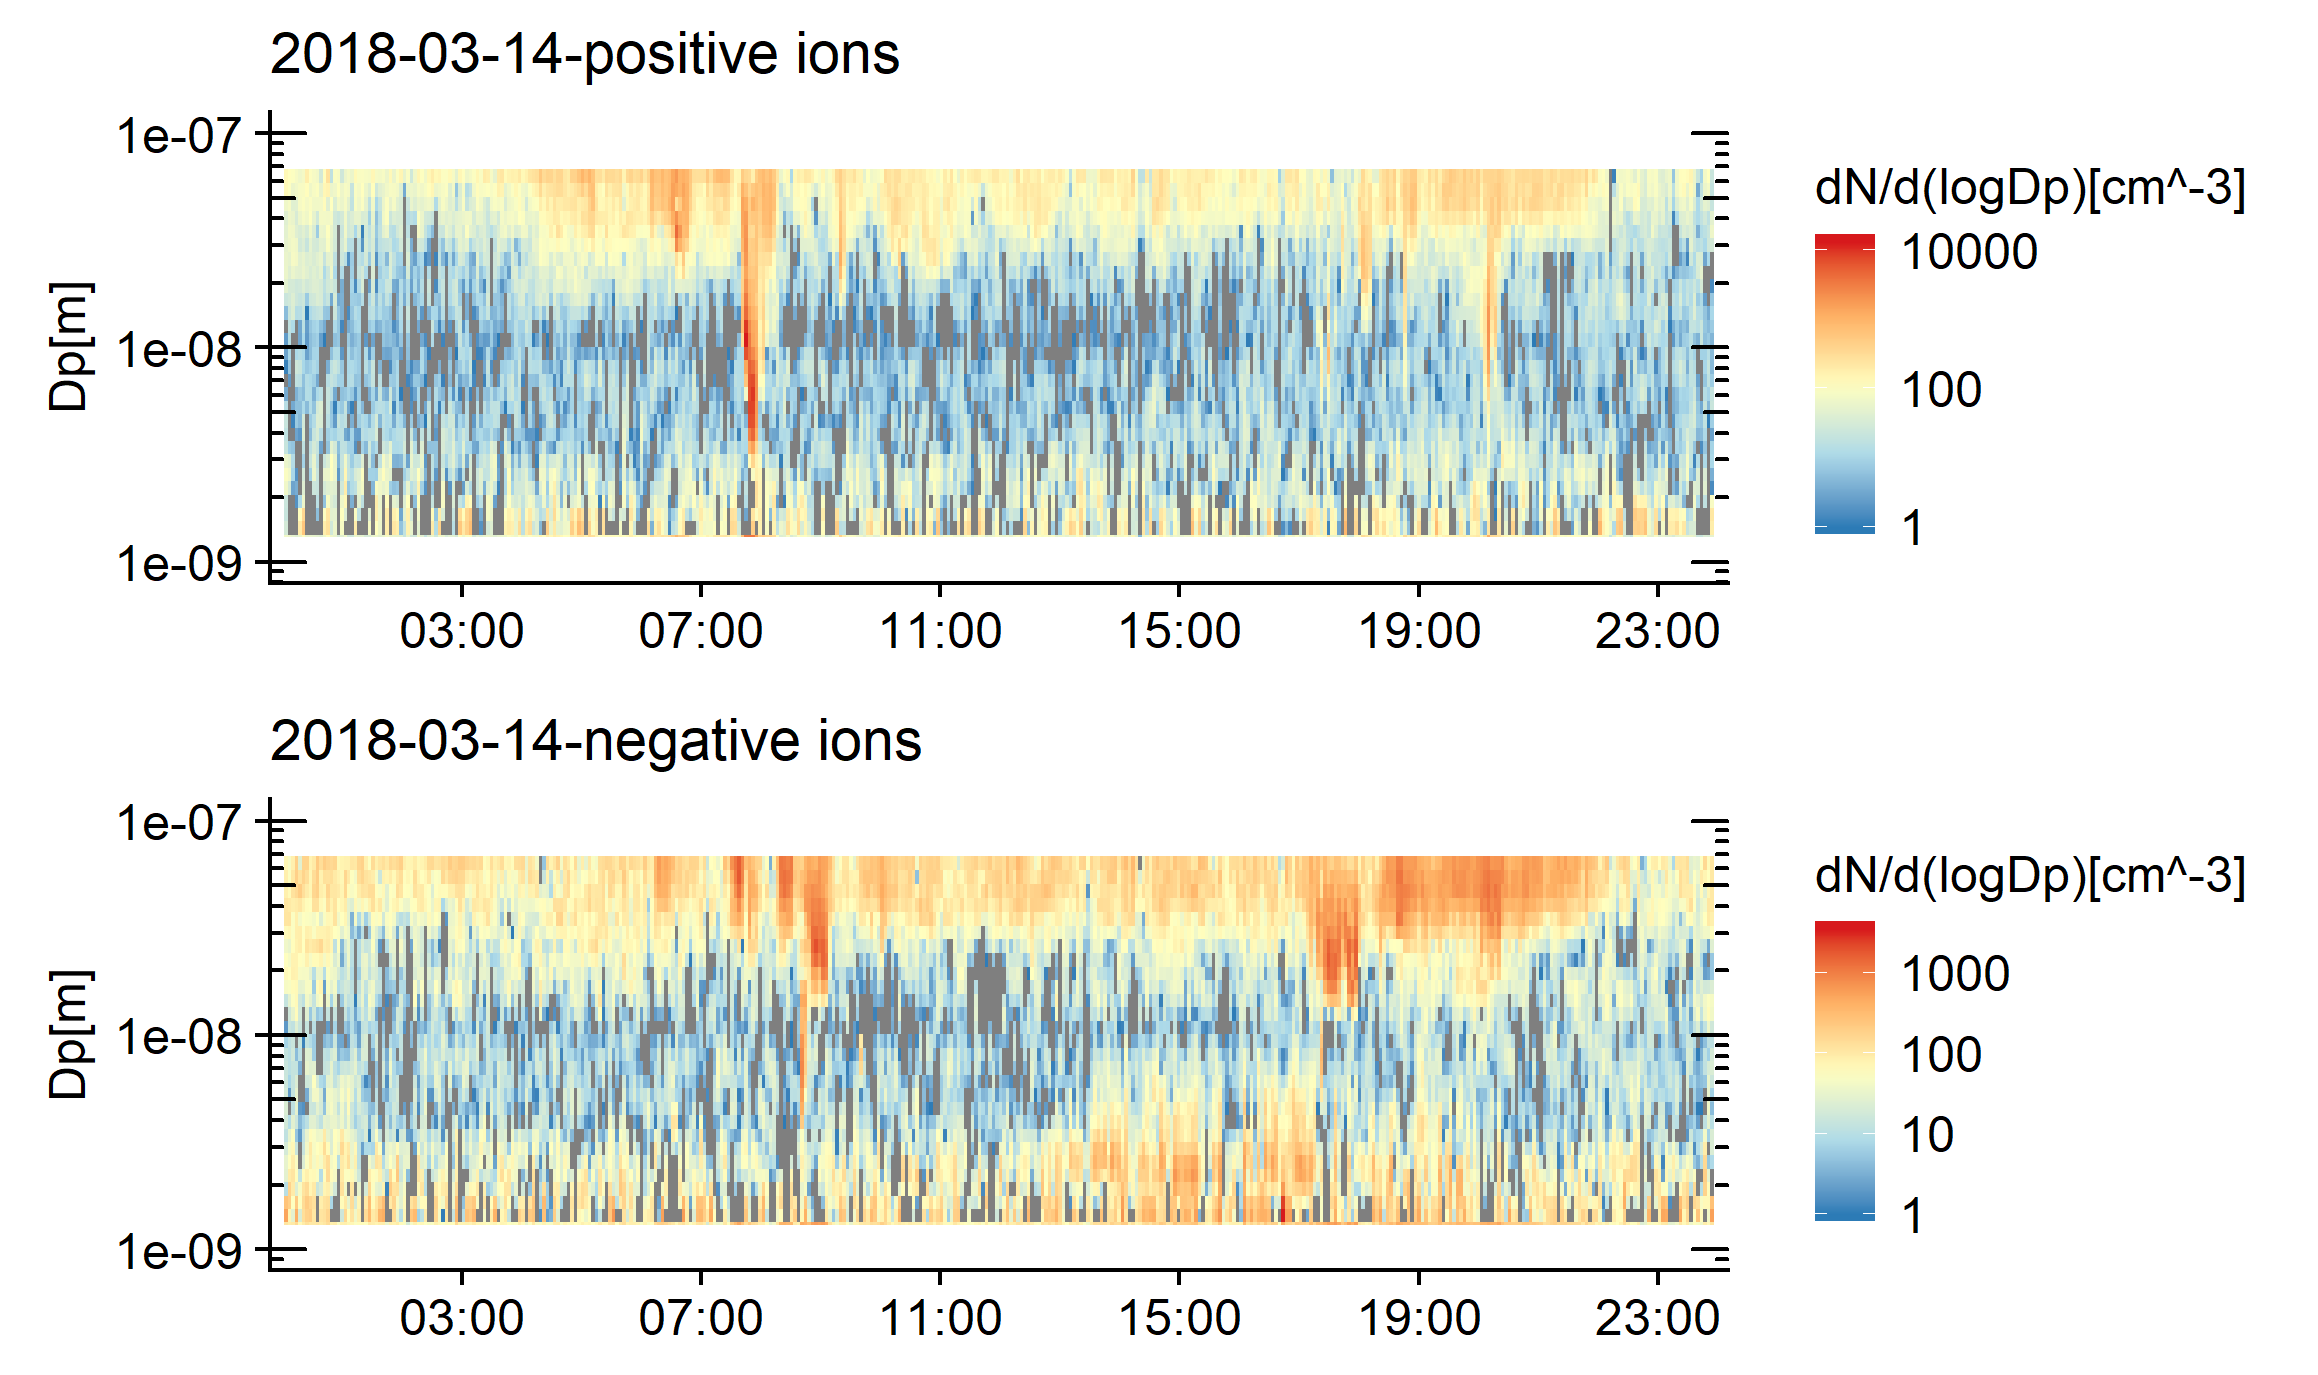 2018-03-14-positive ions
1e-07
1e-08
1e-09
Dp[m]
03:00 07:00 11:00 15:00 19:00 23:00
dN/d(logDp)[cm^-3]
10000
100
1
2018-03-14-negative ions
1e-07
1e-08
1e-09
Dp[m]
03:00 07:00 11:00 15:00 19:00 23:00
dN/d(logDp)[cm^-3]
1000
100
10
1